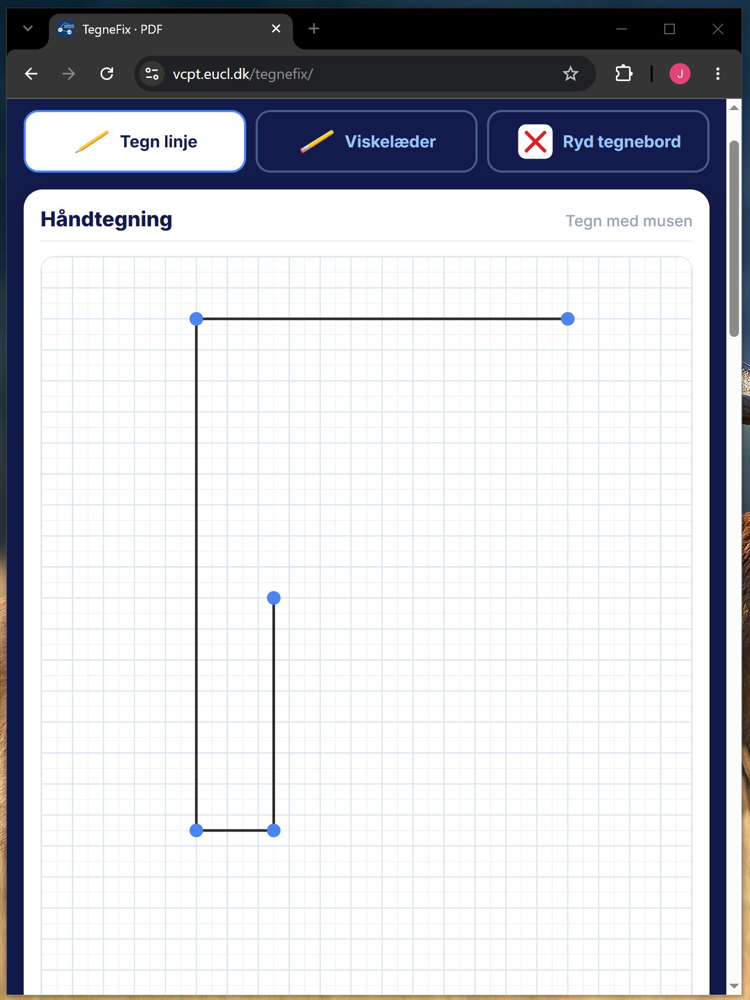 TegneFix · PDF
vcpt.eucl.dk/tegnefix/
J
Tegn linje
Viskelæder
Ryd tegnebord
Håndtegning
Tegn med musen